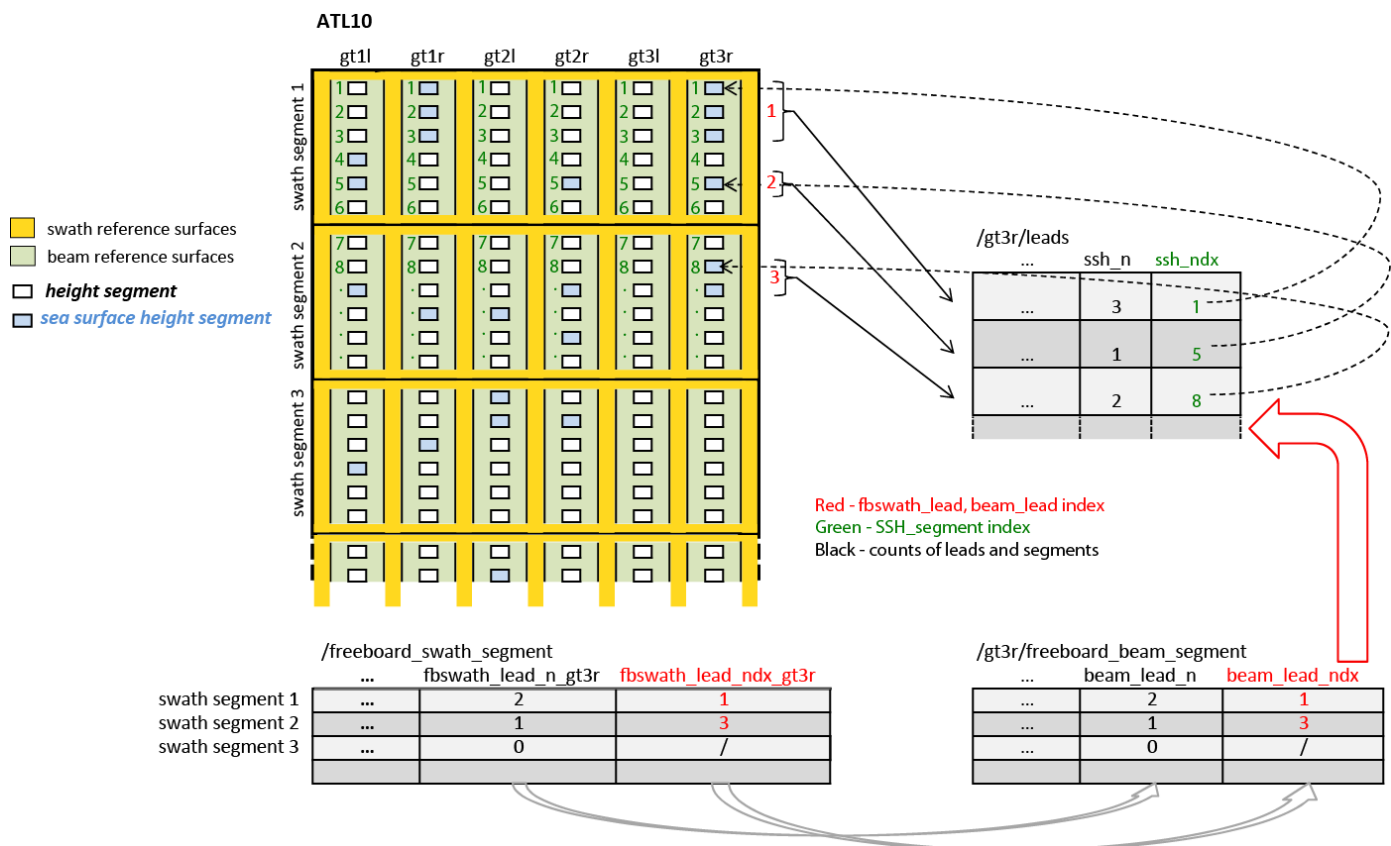 ATL10
gt1l gt1r gt2l gt2r gt3l gt3r
swath segment 1
1 1 1 1 1 1
2 2 2 2 2 2
3 3 3 3 3 3
4 4 4 4 4 4
5 5 5 5 5 5
6 6 6 6 6 6
1
2
swath segment 2
7 7 7 7 7 7
8 8 8 8 8 8
. . . . . .
. . . . . .
. . . . . .
. . . . . .
3
swath segment 3
swath reference surfaces
beam reference surfaces
height segment
sea surface height segment
/gt3r/leads
... ssh_n ssh_ndx
... 3 1
... 1 5
... 2 8
Red - fbswath_lead, beam_lead index
Green - SSH_segment index
Black - counts of leads and segments
/freeboard_swath_segment
... fbswath_lead_n_gt3r fbswath_lead_ndx_gt3r
swath segment 1 ... 2 1
swath segment 2 ... 1 3
swath segment 3 ... 0 /
/gt3r/freeboard_beam_segment
... beam_lead_n beam_lead_ndx
... 2 1
... 1 3
... 0 /